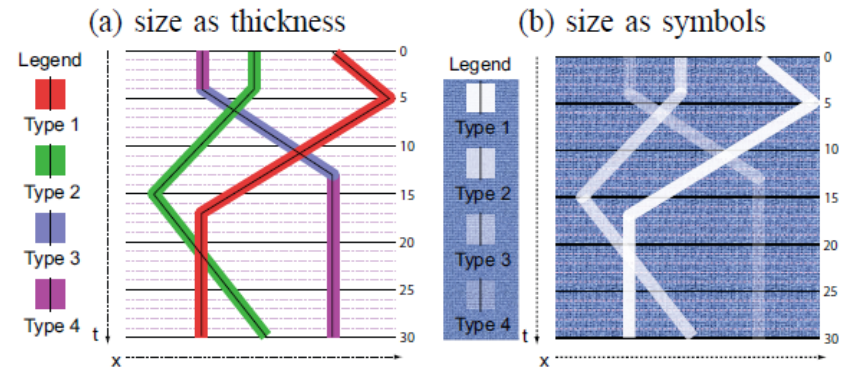 (a) size as thickness
Legend
Type 1
Type 2
Type 3
Type 4
t
x
0
5
10
15
20
25
30
(b) size as symbols
Legend
Type 1
Type 2
Type 3
Type 4
t
x
0
5
10
15
20
25
30